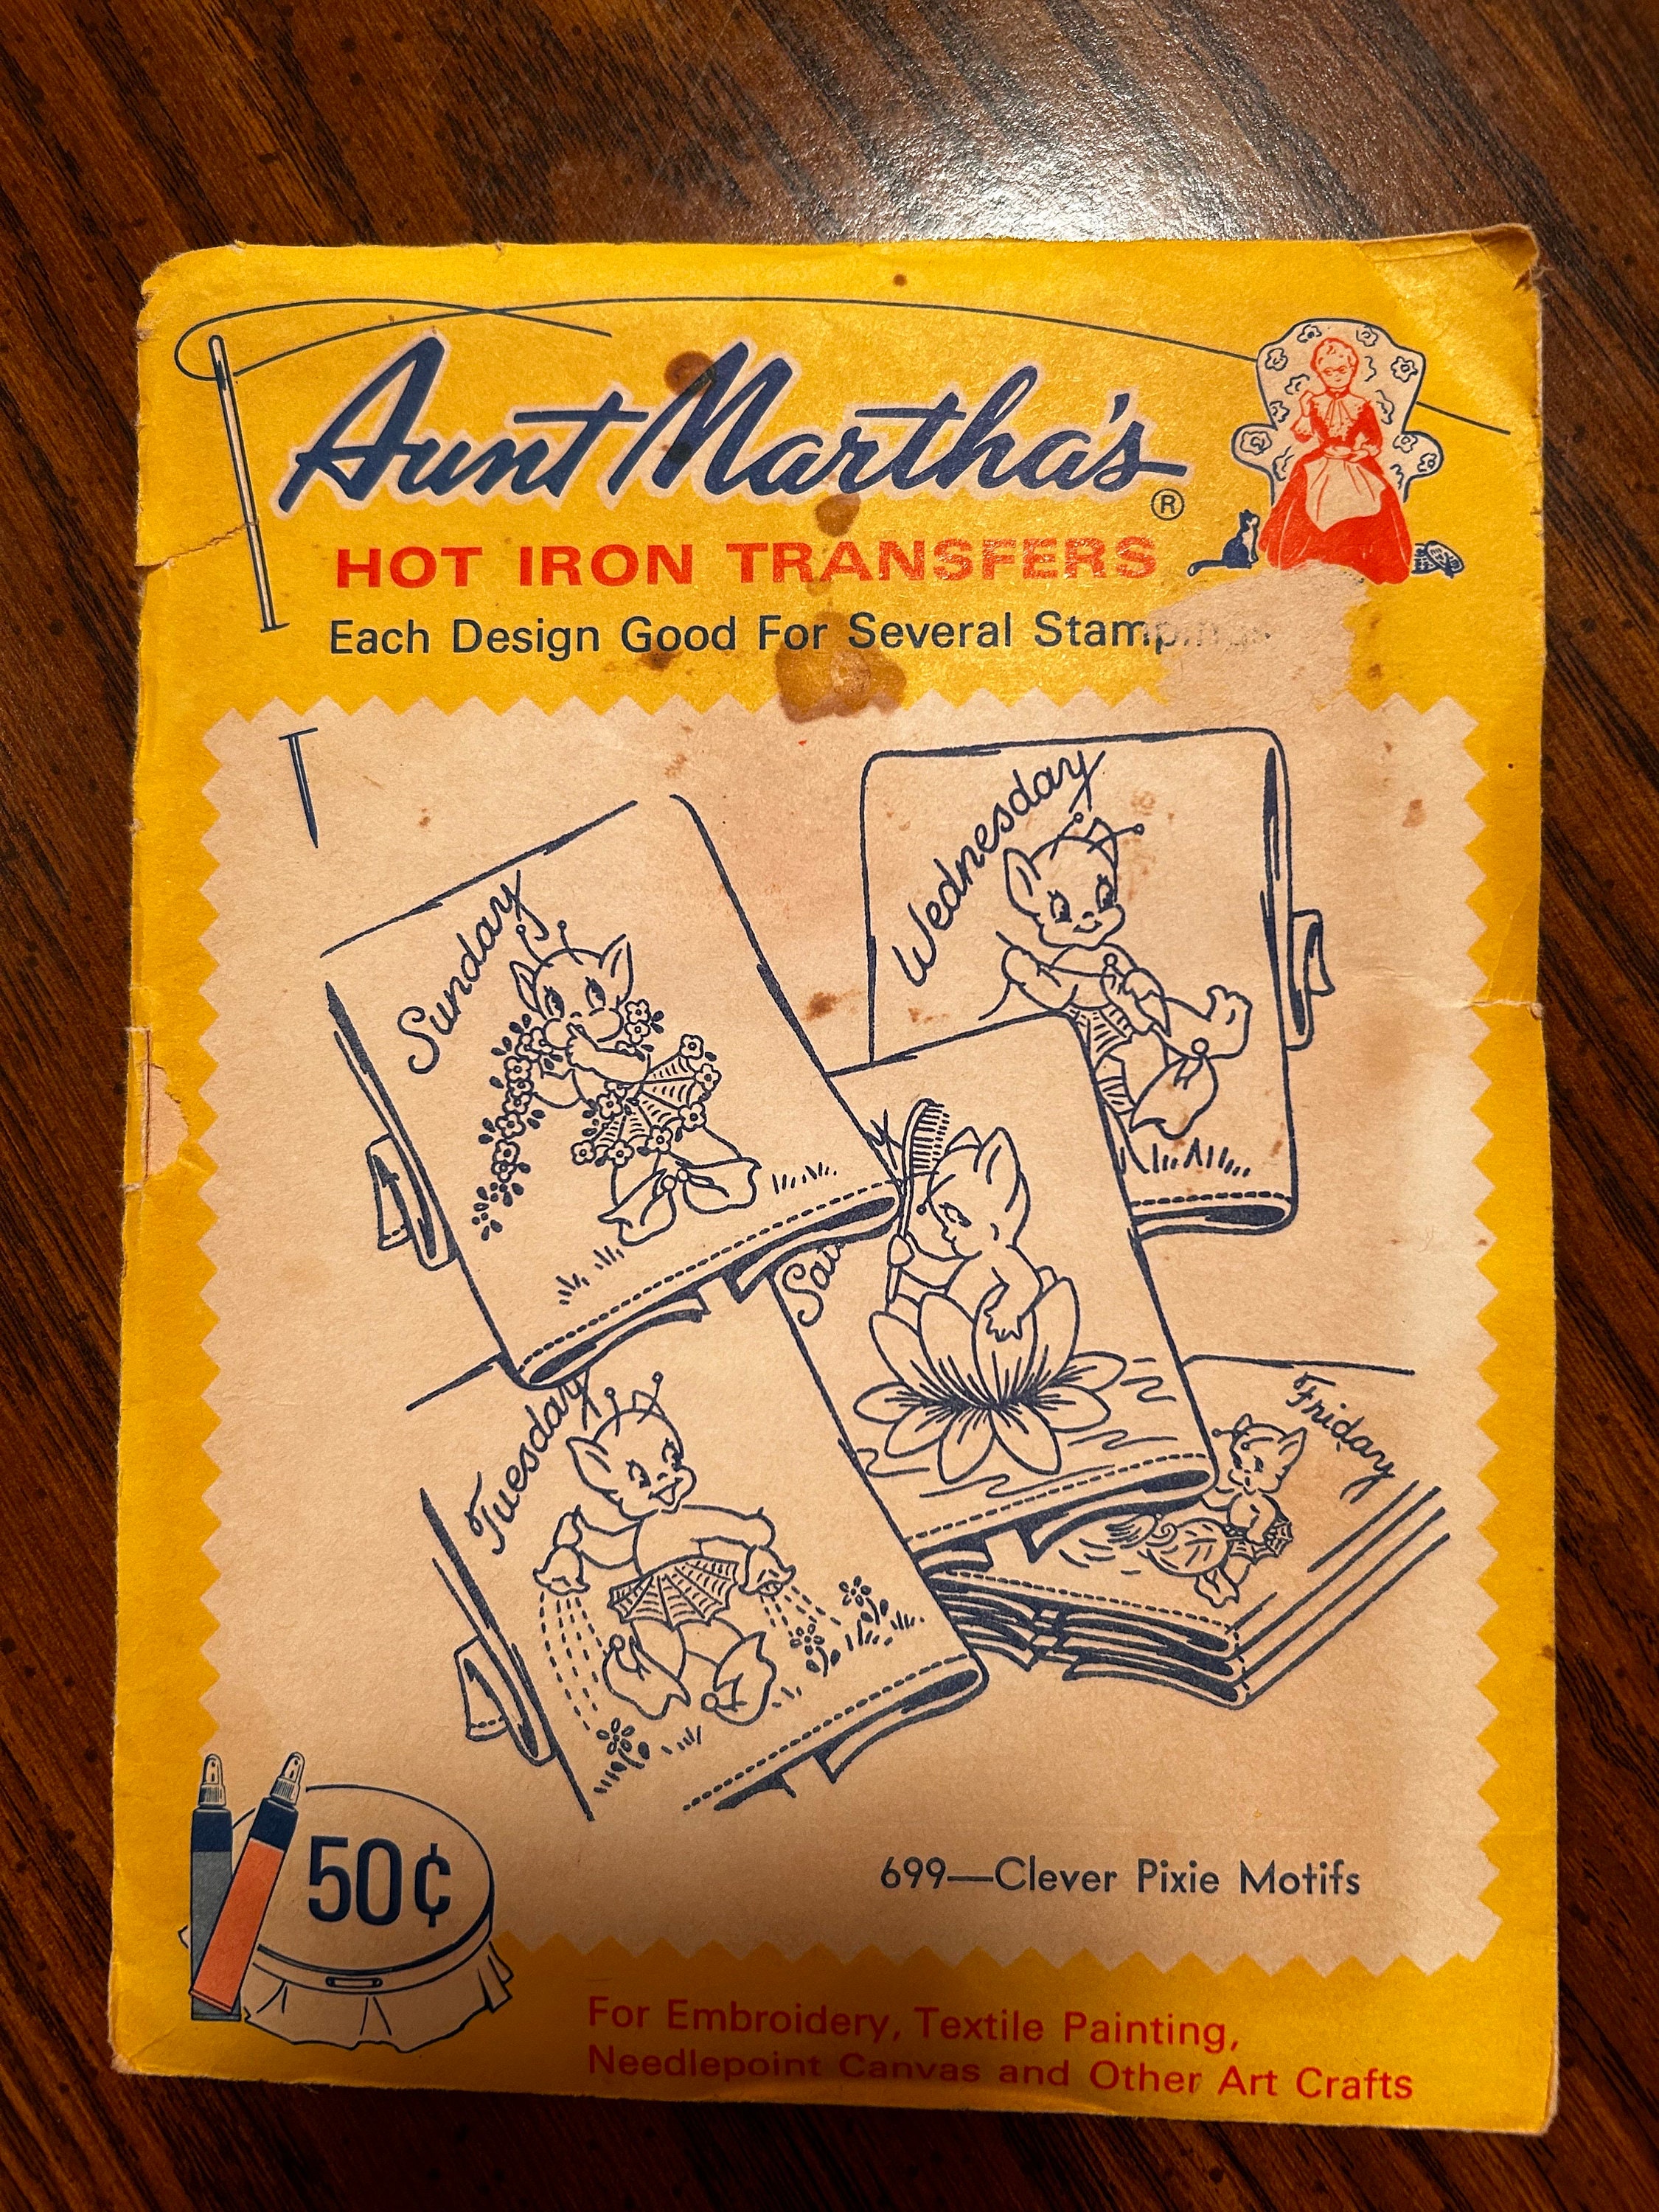 Aunt Martha's ®
HOT IRON TRANSFERS
Each Design Good For Several
Sunday
Wednesday
Tuesday
Friday
50¢
699—Clever Pixie Motifs
For Embroidery, Textile Painting,
Needlepoint Canvas and Other Art Crafts